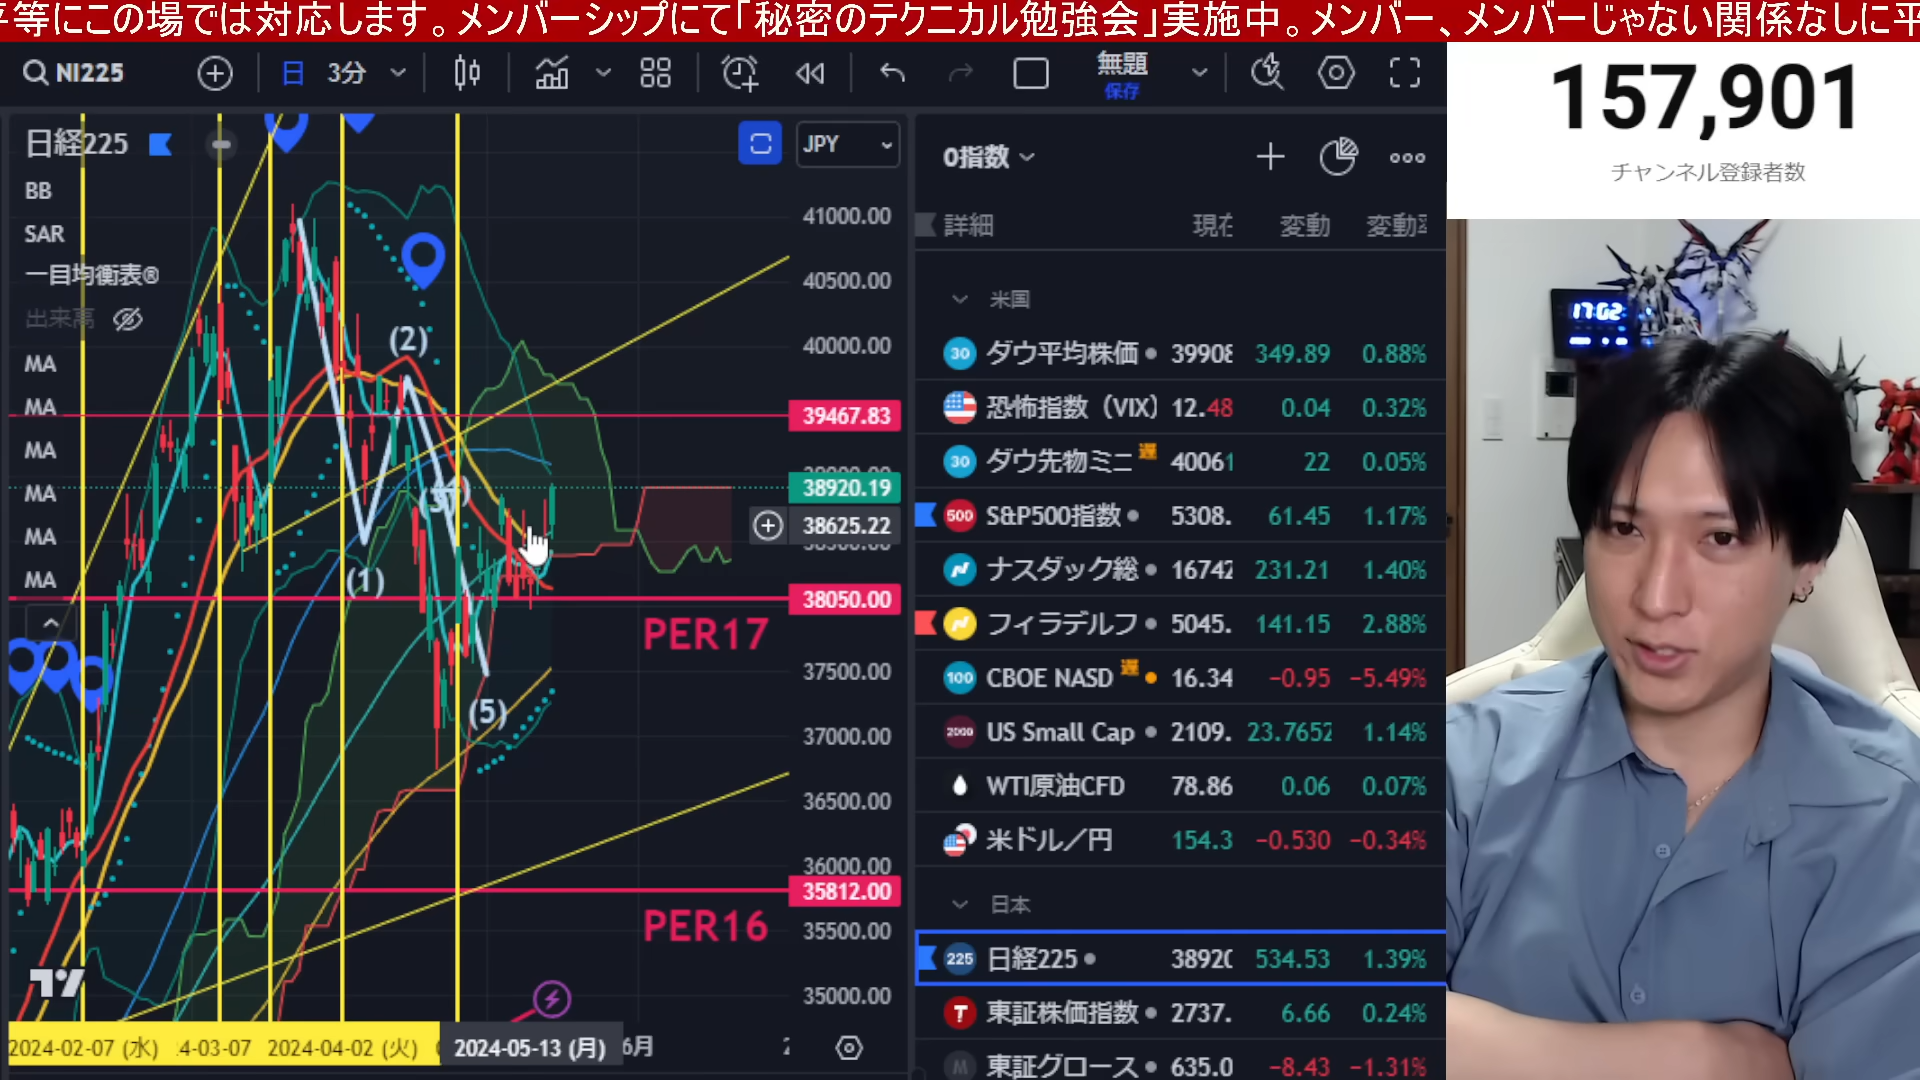 等にこの場では対応します。メンバーシップにて「秘密のテクニカル勉強会」実施中。メンバー、メンバーじゃない関係なしに平
NI225
日 3分
無題
保存
157,901
チャンネル登録者数
日経225
JPY
BB
SAR
一目均衡表®
出来高
MA
MA
MA
MA
MA
MA
(1)
(2)
(3)
(5)
41000.00
40500.00
40000.00
39467.83
38920.19
38625.22
38050.00
37500.00
37000.00
36500.00
36000.00
35812.00
35500.00
35000.00
PER17
PER16
2024-02-07 (水)
4-03-07
2024-04-02 (火)
2024-05-13 (月)
6月
0指数
詳細 現在 変動 変動率
米国
30 ダウ平均株価 39908 349.89 0.88%
恐怖指数（VIX） 12.48 0.04 0.32%
30 ダウ先物ミニ 遅 40061 22 0.05%
500 S&P500指数 5308. 61.45 1.17%
ナスダック総 16742 231.21 1.40%
フィラデルフ 5045. 141.15 2.88%
100 CBOE NASD 遅 16.34 −0.95 −5.49%
2000 US Small Cap 2109. 23.7652 1.14%
WTI原油CFD 78.86 0.06 0.07%
米ドル／円 154.3 −0.530 −0.34%
日本
225 日経225 38920 534.53 1.39%
T 東証株価指数 2737. 6.66 0.24%
M 東証グロース 635.0 −8.43 −1.31%
17:02